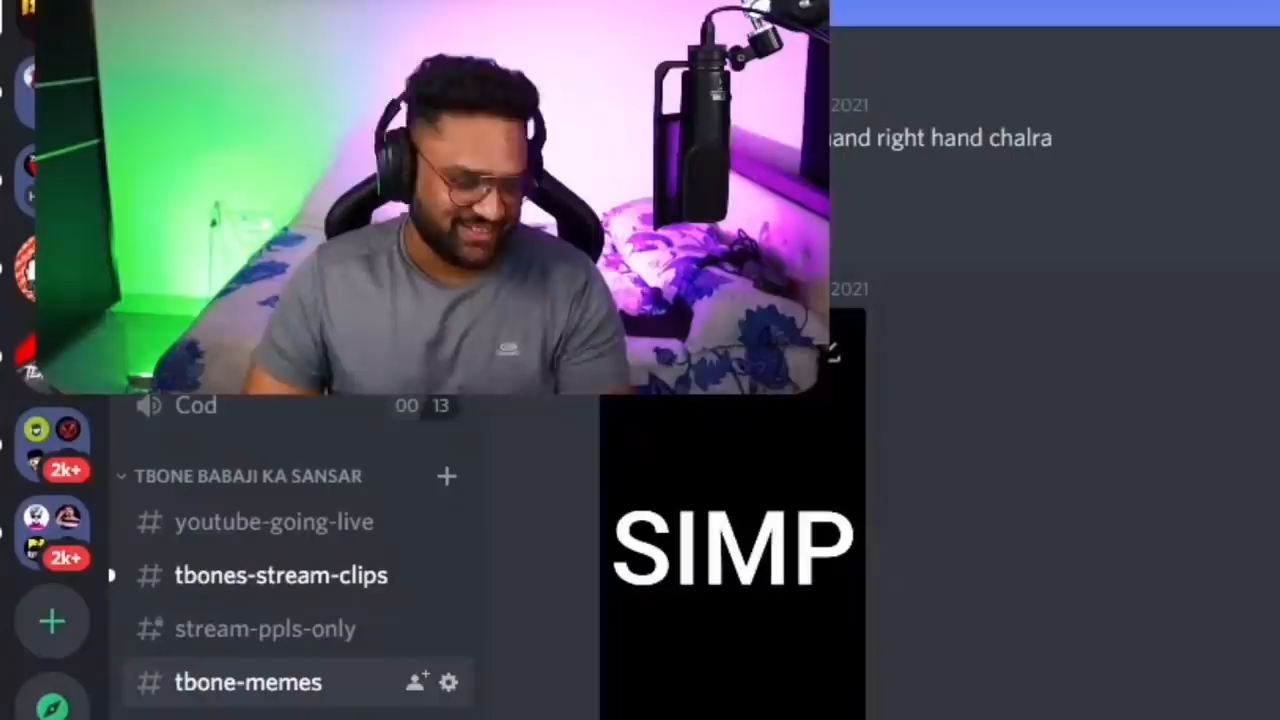 2021
and right hand chalra
2021
Cod
00 13
TBONE BABAJI KA SANSAR
2k+
youtube-going-live
SIMP
2k+
tbones-stream-clips
stream-ppls-only
tbone-memes